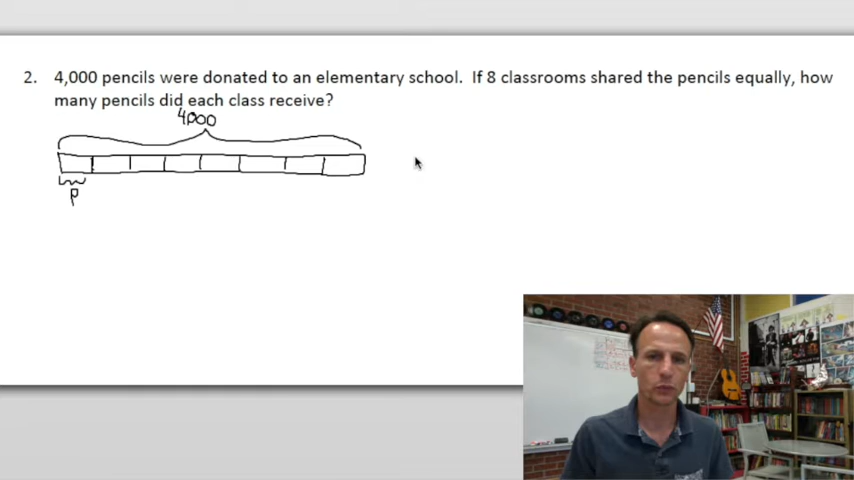 2. 4,000 pencils were donated to an elementary school. If 8 classrooms shared the pencils equally, how
many pencils did each class receive?
4000
P